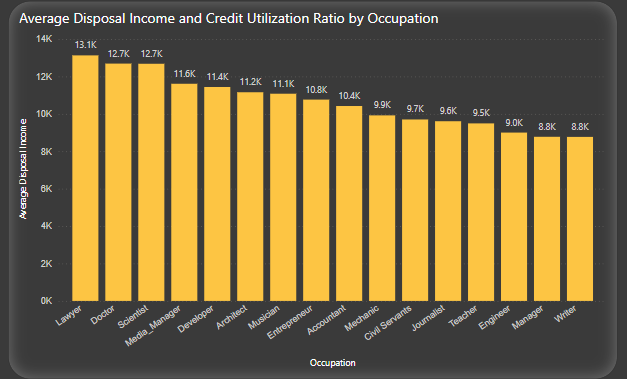 Average Disposal Income and Credit Utilization Ratio by Occupation
14K
12K
10K
8K
6K
4K
2K
0K
Average Disposal Income
13.1K
12.7K
12.7K
11.6K
11.4K
11.2K
11.1K
10.8K
10.4K
9.9K
9.7K
9.6K
9.5K
9.0K
8.8K
8.8K
Lawyer
Doctor
Scientist
Media_Manager
Developer
Architect
Musician
Entrepreneur
Accountant
Mechanic
Civil Servants
Journalist
Teacher
Engineer
Manager
Writer
Occupation